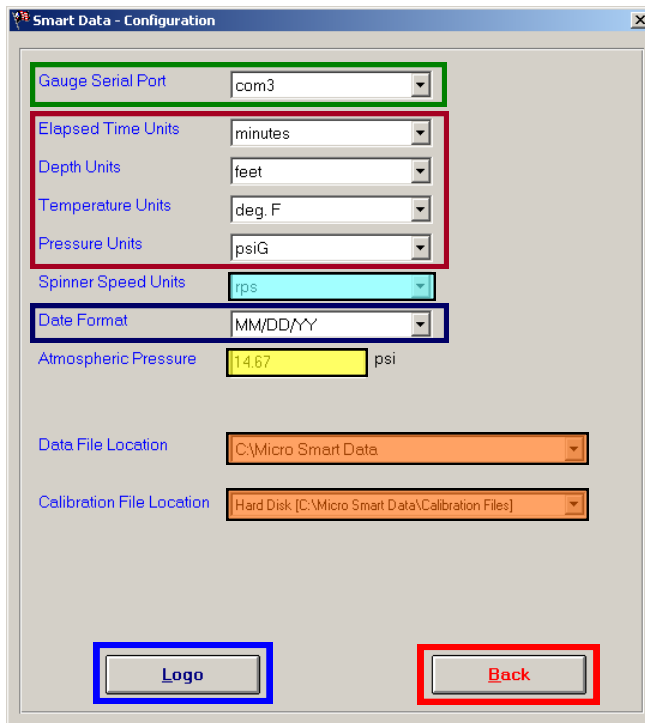 Smart Data - Configuration
Gauge Serial Port com3
Elapsed Time Units minutes
Depth Units feet
Temperature Units deg. F
Pressure Units psiG
Spinner Speed Units rps
Date Format MM/DD/YY
Atmospheric Pressure 14.67 psi
Data File Location C:\Micro Smart Data
Calibration File Location Hard Disk [C:\Micro Smart Data\Calibration Files]
Logo Back